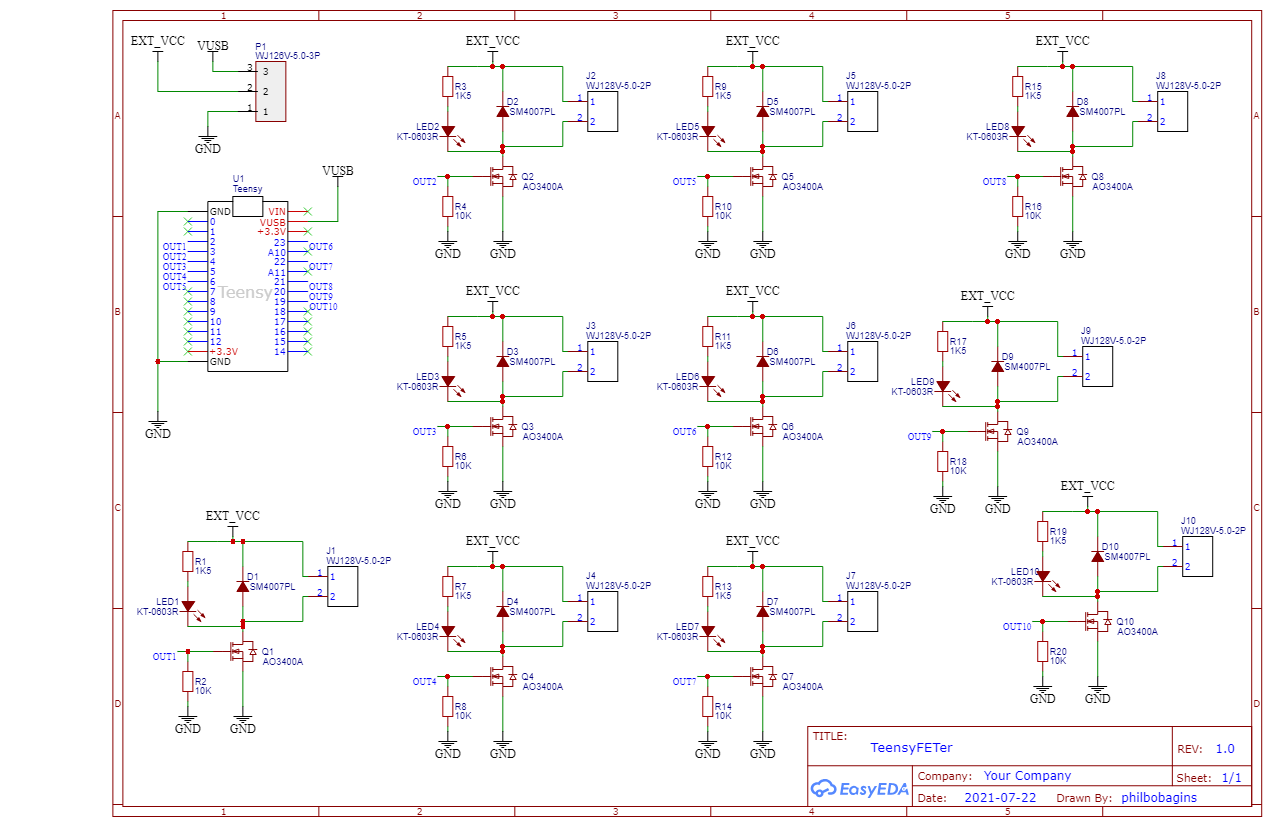 1 2 3 4 5
A B C D
EXT_VCC
VUSB
P1
WJ126V-5.0-3P
3 3
2 2
1 1
GND
VUSB
U1
Teensy
Teensy
GND VIN
0 VUSB
1 +3.3V
2 23
OUT1 3 A10 OUT6
OUT2 4 22
OUT3 5 A11 OUT7
OUT4 6 21
OUT5 7 20 OUT8
8 19 OUT9
9 18 OUT10
10 17
11 16
12 15
+3.3V 14
GND
GND
EXT_VCC
R1
1K5
D1
SM4007PL
LED1
KT-0603R
J1
WJ128V-5.0-2P
1 1
2 2
OUT1
Q1
AO3400A
R2
10K
GND GND
EXT_VCC
R3
1K5
D2
SM4007PL
LED2
KT-0603R
J2
WJ128V-5.0-2P
1 1
2 2
OUT2
Q2
AO3400A
R4
10K
GND GND
EXT_VCC
R5
1K5
D3
SM4007PL
LED3
KT-0603R
J3
WJ128V-5.0-2P
1 1
2 2
OUT3
Q3
AO3400A
R6
10K
GND GND
EXT_VCC
R7
1K5
D4
SM4007PL
LED4
KT-0603R
J4
WJ128V-5.0-2P
1 1
2 2
OUT4
Q4
AO3400A
R8
10K
GND GND
EXT_VCC
R9
1K5
D5
SM4007PL
LED5
KT-0603R
J5
WJ128V-5.0-2P
1 1
2 2
OUT5
Q5
AO3400A
R10
10K
GND GND
EXT_VCC
R11
1K5
D6
SM4007PL
LED6
KT-0603R
J6
WJ128V-5.0-2P
1 1
2 2
OUT6
Q6
AO3400A
R12
10K
GND GND
EXT_VCC
R13
1K5
D7
SM4007PL
LED7
KT-0603R
J7
WJ128V-5.0-2P
1 1
2 2
OUT7
Q7
AO3400A
R14
10K
GND GND
EXT_VCC
R15
1K5
D8
SM4007PL
LED8
KT-0603R
J8
WJ128V-5.0-2P
1 1
2 2
OUT8
Q8
AO3400A
R16
10K
GND GND
EXT_VCC
R17
1K5
D9
SM4007PL
LED9
KT-0603R
J9
WJ128V-5.0-2P
1 1
2 2
OUT9
Q9
AO3400A
R18
10K
GND GND
EXT_VCC
R19
1K5
D10
SM4007PL
LED10
KT-0603R
J10
WJ128V-5.0-2P
1 1
2 2
OUT10
Q10
AO3400A
R20
10K
GND GND
TITLE:
TeensyFETer
REV: 1.0
EasyEDA
Company: Your Company
Sheet: 1/1
Date: 2021-07-22 Drawn By: philbobagins
A B C D
1 2 3 4 5